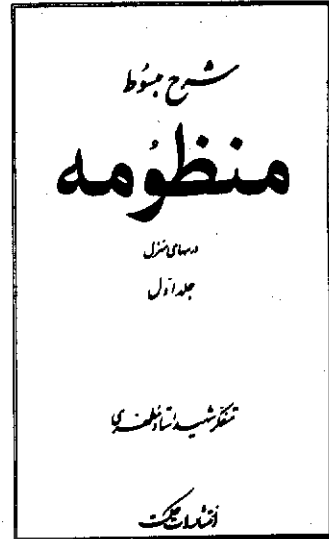 شرح مبسوط
منظومه
درسهای منزل
جلد اول
متفکر شهید استاد مطهری
انتشارات حکمت